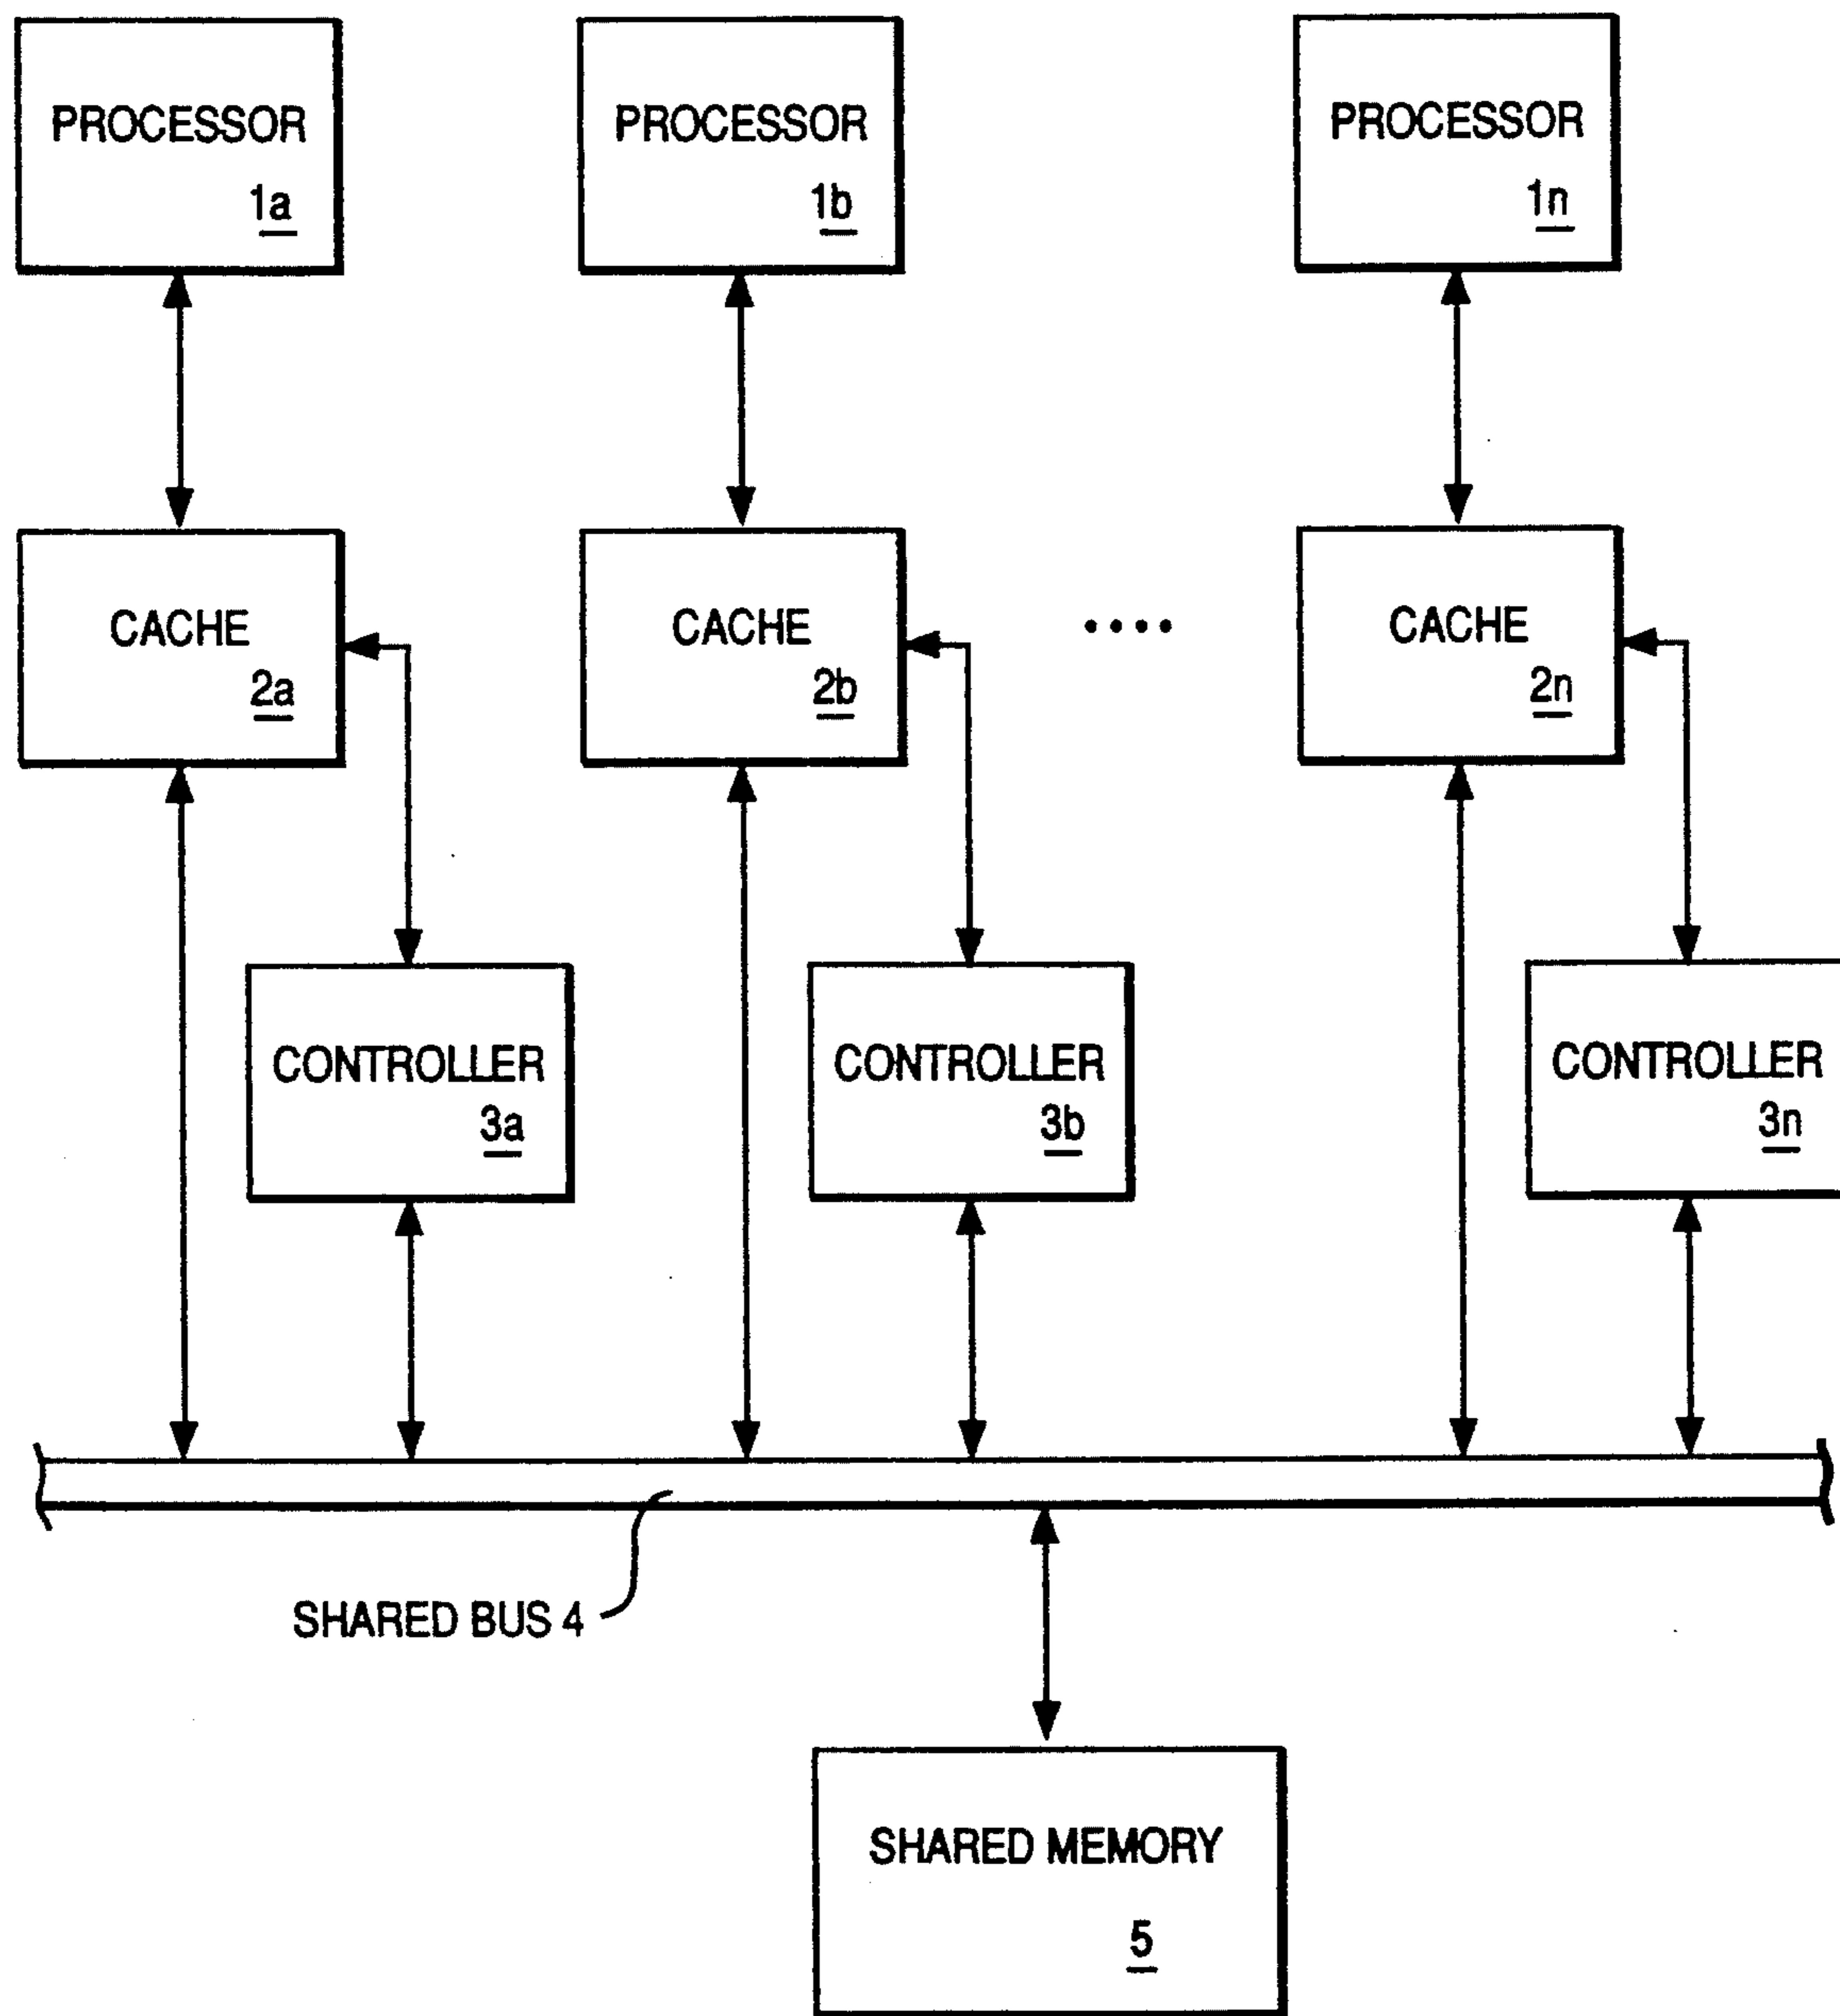 PROCESSOR
1a
PROCESSOR
1b
PROCESSOR
1n
CACHE
2a
CACHE
2b
....
CACHE
2n
CONTROLLER
3a
CONTROLLER
3b
CONTROLLER
3n
SHARED BUS 4
SHARED MEMORY
5